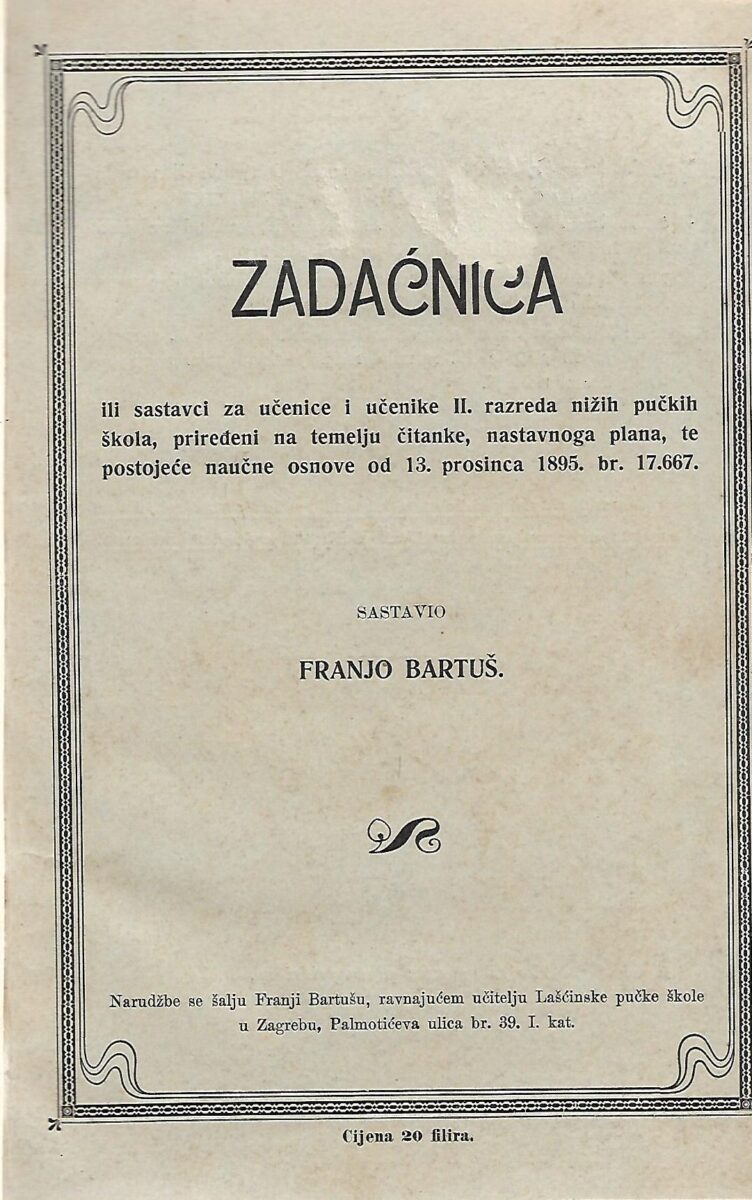 ZADAĆNICA
ili sastavci za učenice i učenike II. razreda nižih pučkih
škola, priređeni na temelju čitanke, nastavnoga plana, te
postojeće naučne osnove od 13. prosinca 1895. br. 17.667.
SASTAVIO
FRANJO BARTUŠ.
Narudžbe se šalju Franji Bartušu, ravnajućem učitelju Lašćinske pučke škole
u Zagrebu, Palmotićeva ulica br. 39. I. kat.
Cijena 20 filira.